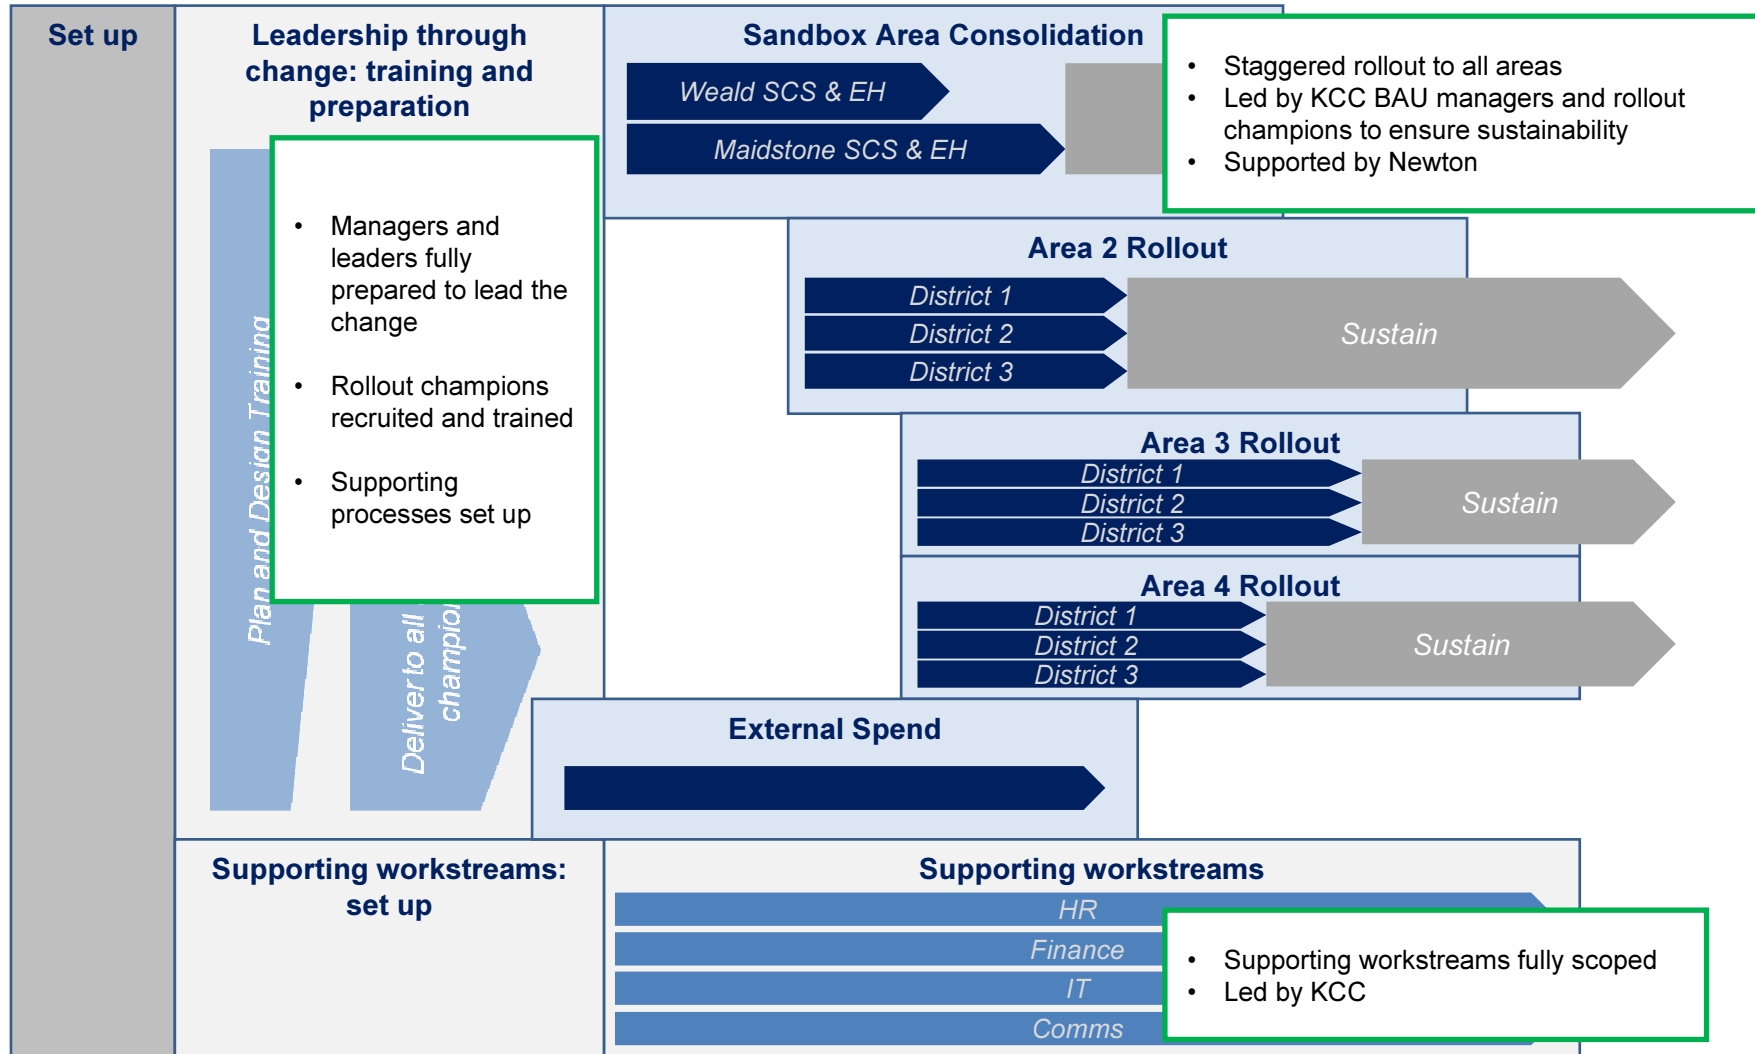 Set up
Leadership through
change: training and
preparation
Plan and Design Training
Deliver to all
champion
• Managers and
leaders fully
prepared to lead the
change
• Rollout champions
recruited and trained
• Supporting
processes set up
Sandbox Area Consolidation
Weald SCS & EH
Maidstone SCS & EH
• Staggered rollout to all areas
• Led by KCC BAU managers and rollout
champions to ensure sustainability
• Supported by Newton
Area 2 Rollout
District 1
District 2
District 3
Sustain
Area 3 Rollout
District 1
District 2
District 3
Sustain
Area 4 Rollout
District 1
District 2
District 3
Sustain
External Spend
Supporting workstreams:
set up
Supporting workstreams
HR
Finance
IT
Comms
• Supporting workstreams fully scoped
• Led by KCC